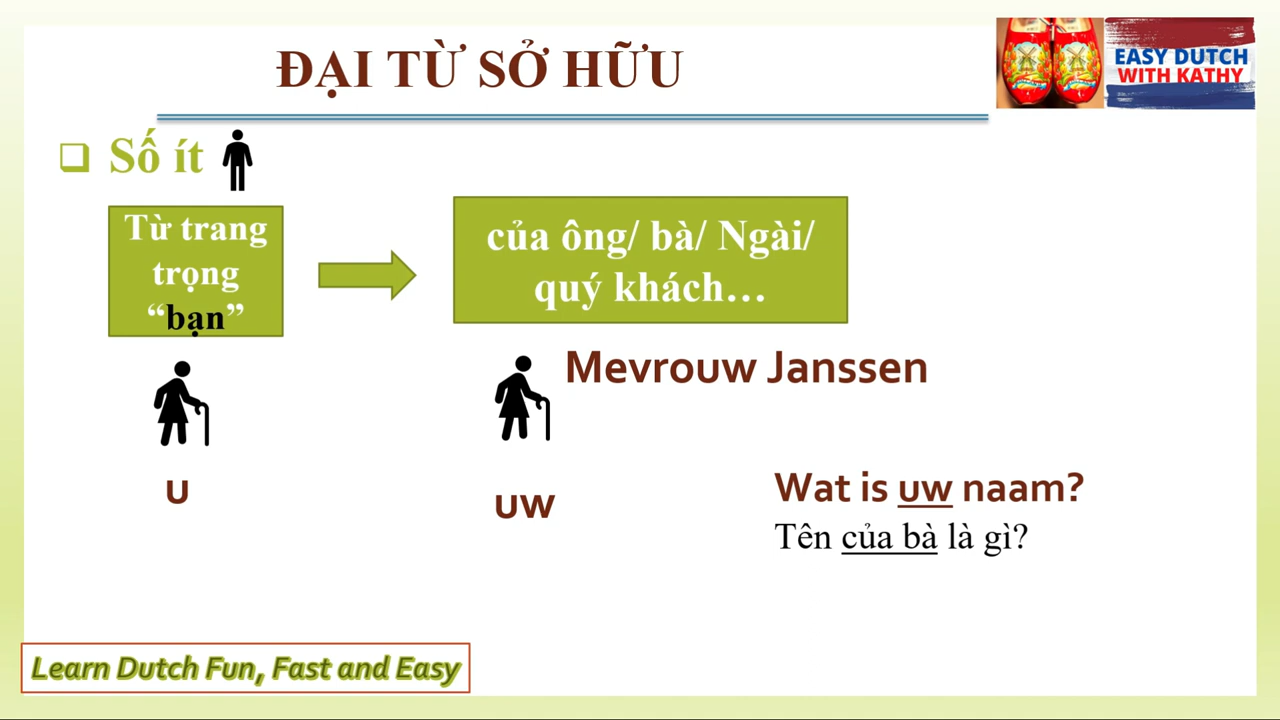 ĐẠI TỪ SỞ HỮU
EASY DUTCH
WITH KATHY
Số ít
Từ trang
trọng
“bạn”
của ông/ bà/ Ngài/
quý khách…
Mevrouw Janssen
U
UW
Wat is uw naam?
Tên của bà là gì?
Learn Dutch Fun, Fast and Easy